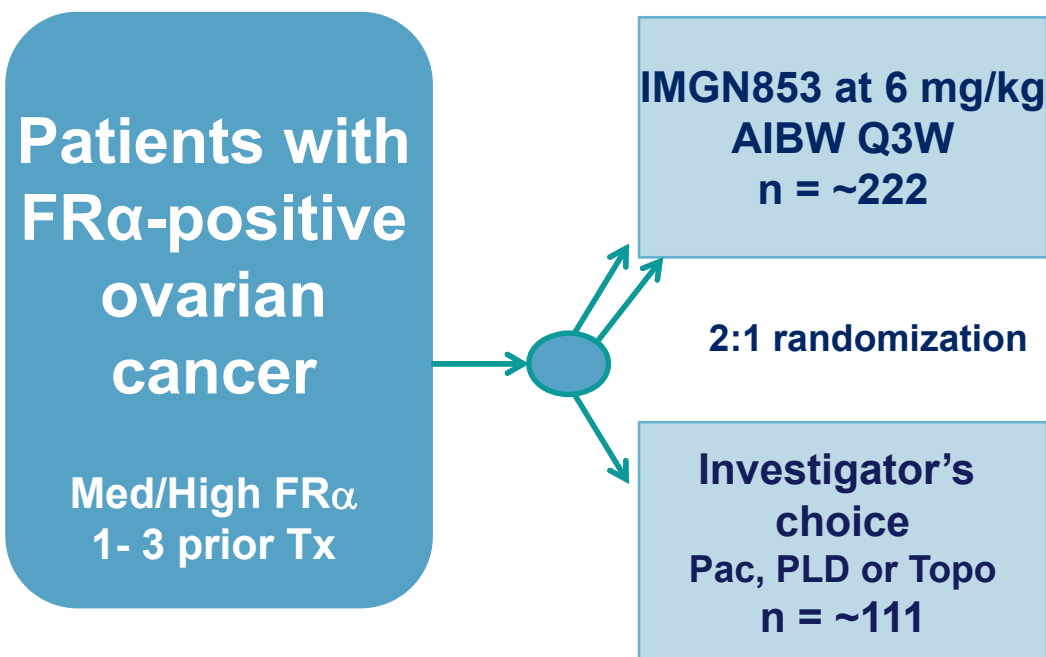 Patients with
FRα-positive
ovarian
cancer
Med/High FRα
1- 3 prior Tx
IMGN853 at 6 mg/kg
AIBW Q3W
n = ~222
2:1 randomization
Investigator’s
choice
Pac, PLD or Topo
n = ~111